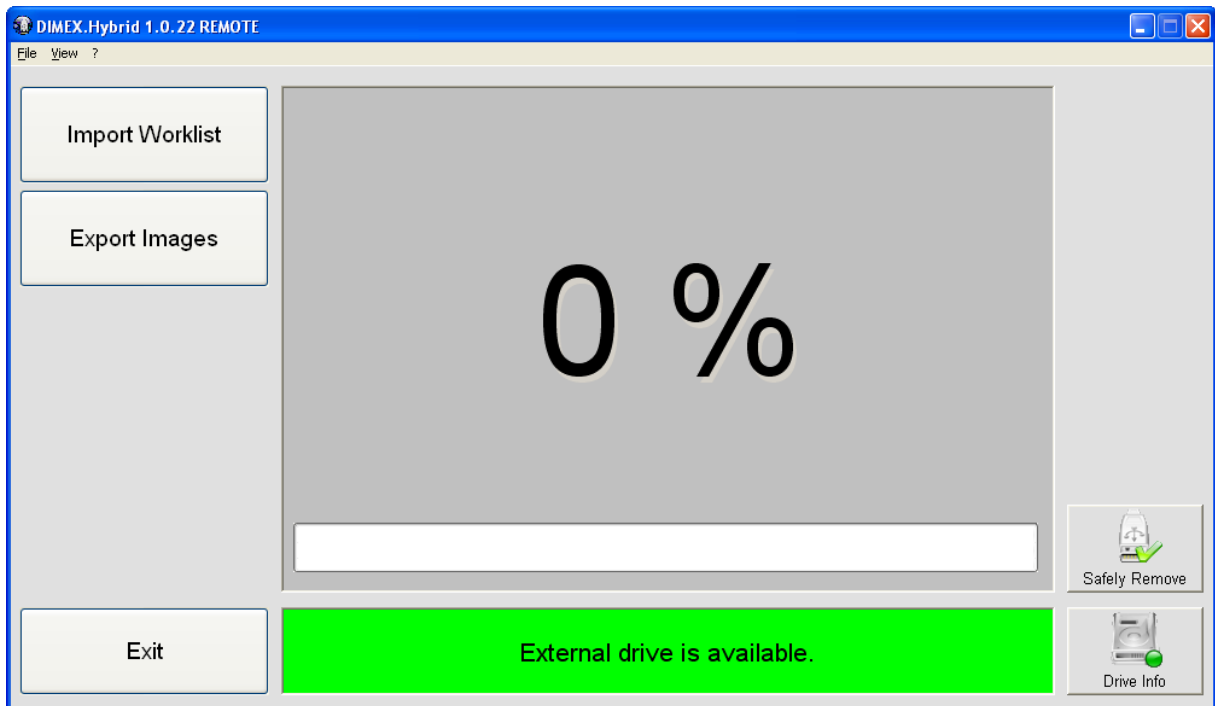 DIMEX.Hybrid 1.0.22 REMOTE
File View ?
Import Worklist
Export Images
0 %
Safely Remove
Exit
External drive is available.
Drive Info